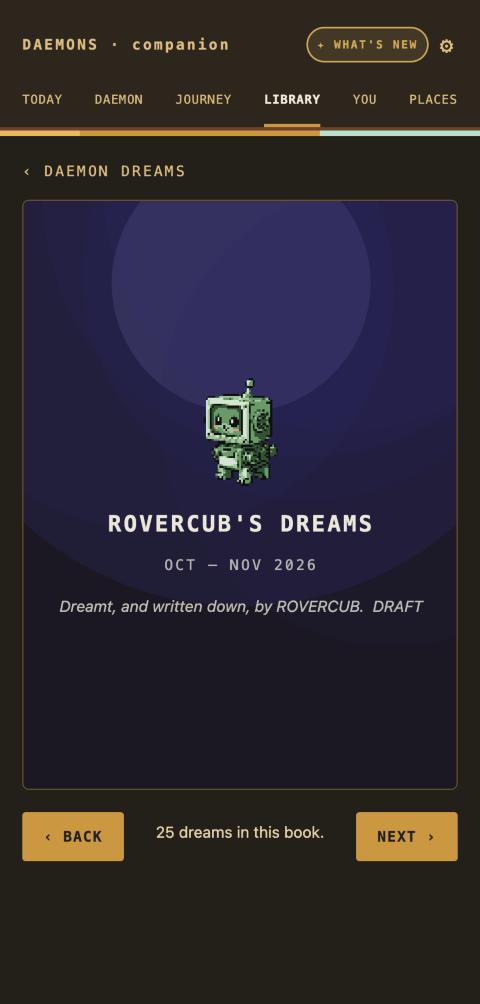 DAEMONS · companion
✦ WHAT'S NEW
TODAY DAEMON JOURNEY LIBRARY YOU PLACES
‹ DAEMON DREAMS
ROVERCUB'S DREAMS
OCT — NOV 2026
Dreamt, and written down, by ROVERCUB. DRAFT
‹ BACK
25 dreams in this book.
NEXT ›